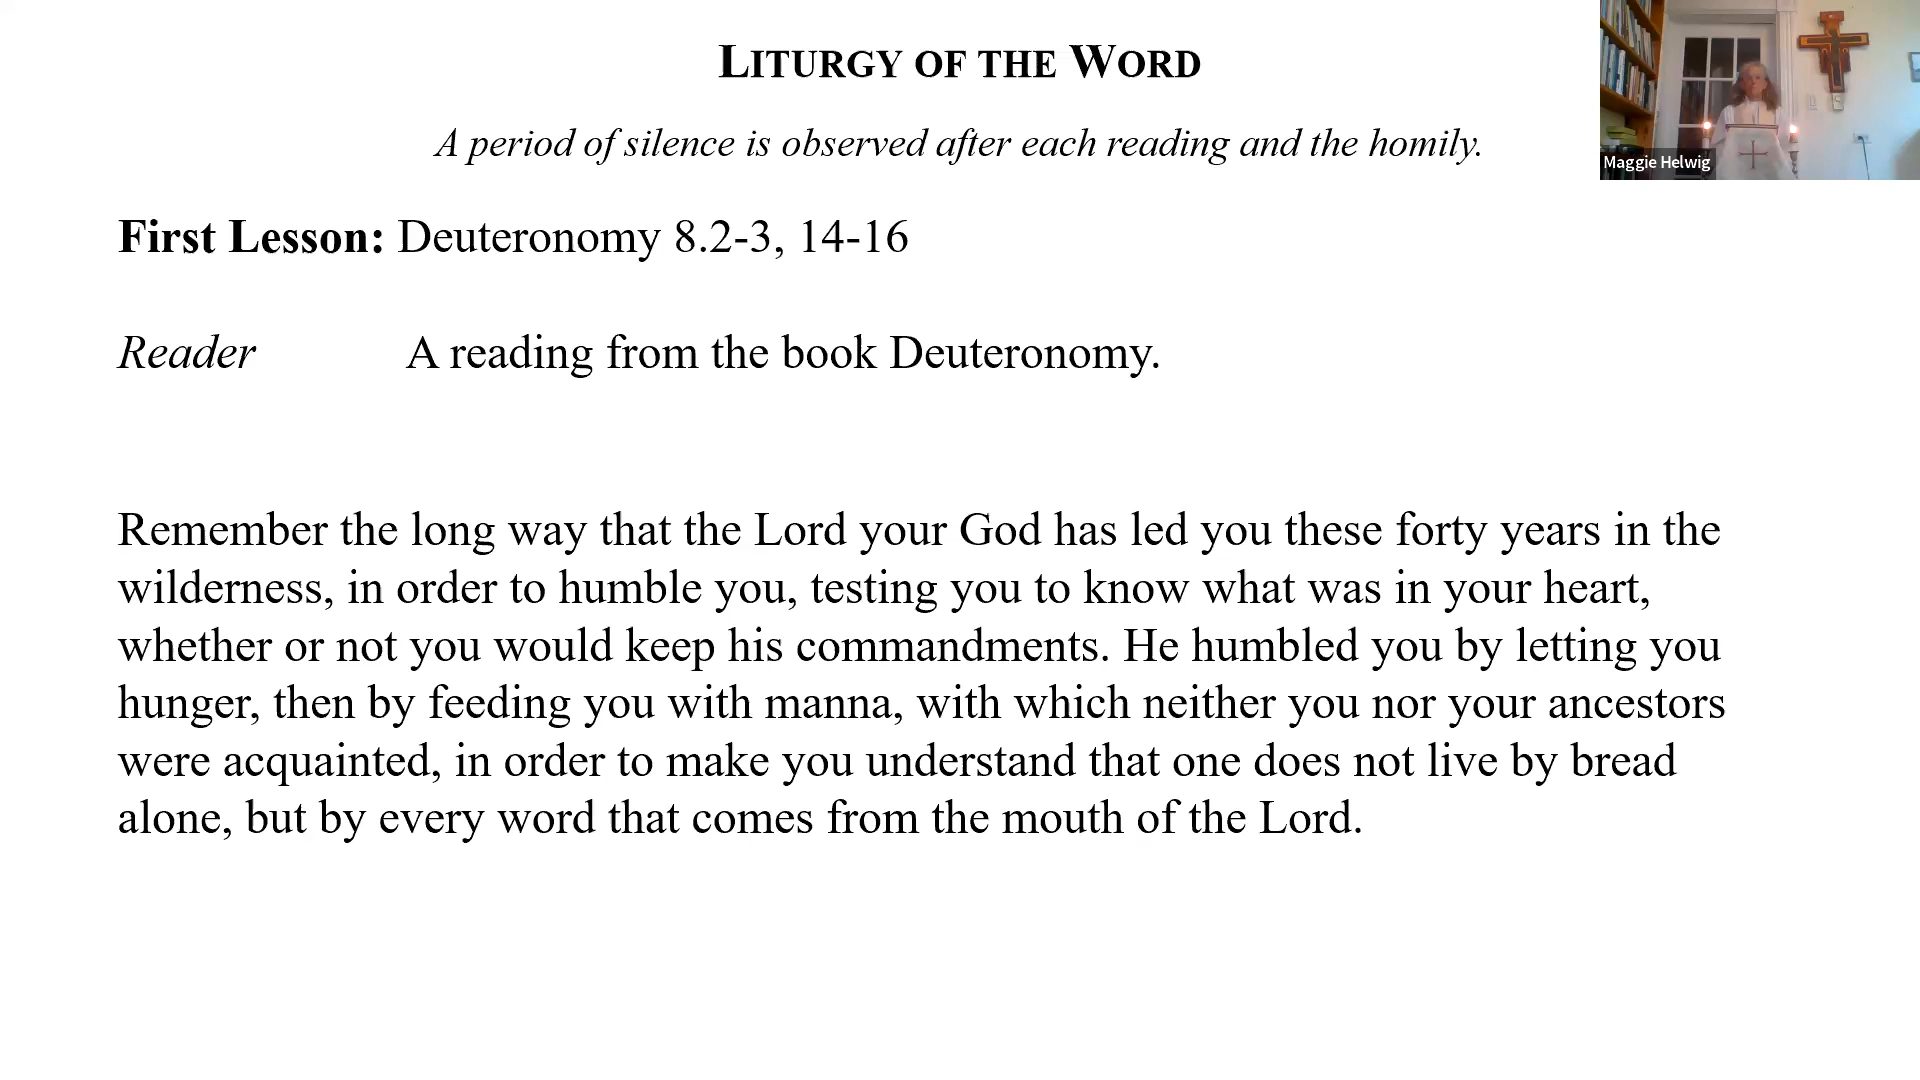 LITURGY OF THE WORD
A period of silence is observed after each reading and the homily.
Maggie Helwig
First Lesson: Deuteronomy 8.2-3, 14-16
Reader A reading from the book Deuteronomy.
Remember the long way that the Lord your God has led you these forty years in the
wilderness, in order to humble you, testing you to know what was in your heart,
whether or not you would keep his commandments. He humbled you by letting you
hunger, then by feeding you with manna, with which neither you nor your ancestors
were acquainted, in order to make you understand that one does not live by bread
alone, but by every word that comes from the mouth of the Lord.